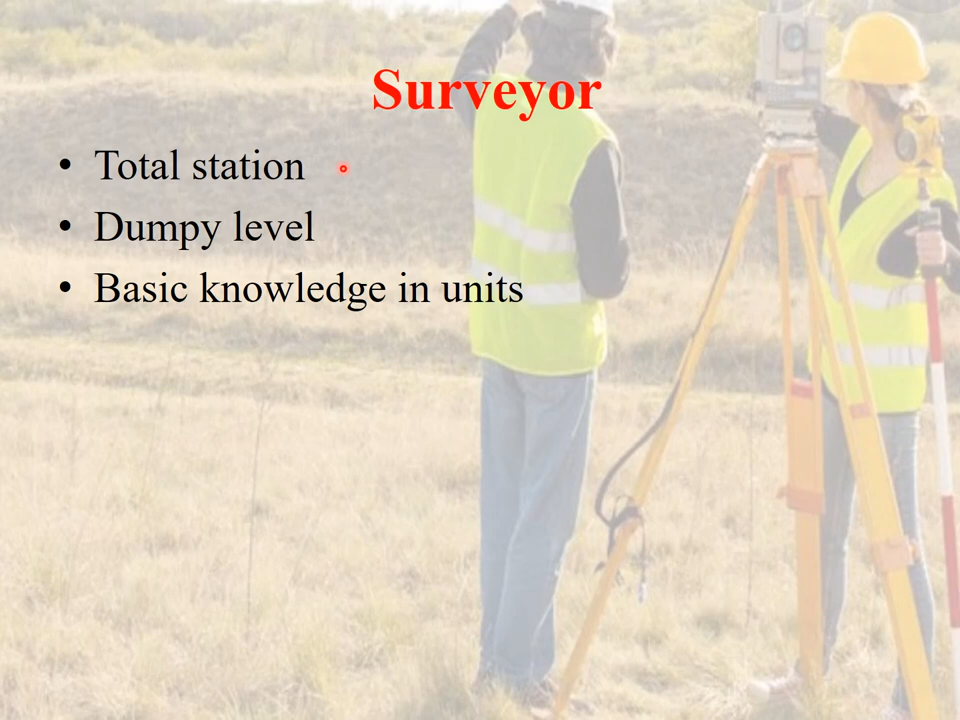 Surveyor
• Total station
• Dumpy level
• Basic knowledge in units